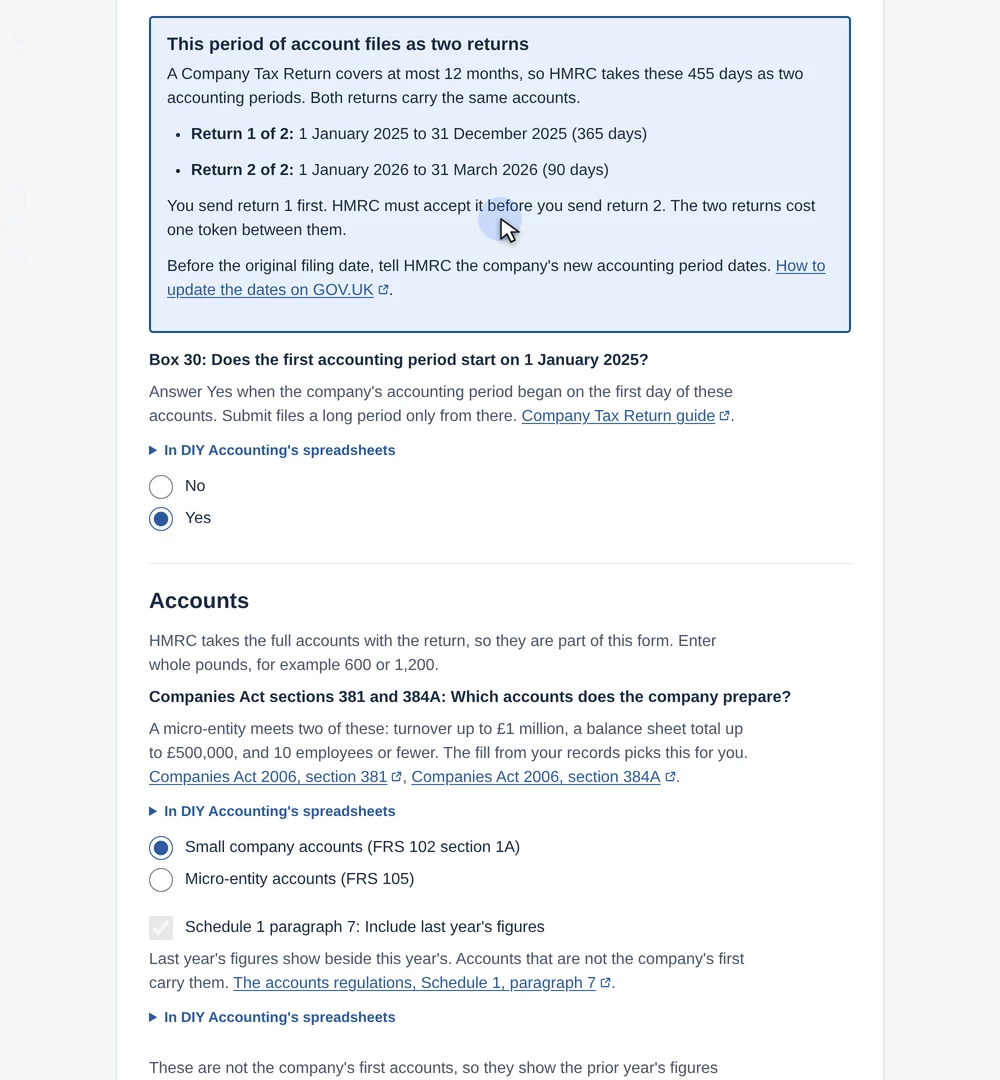 This period of account files as two returns
A Company Tax Return covers at most 12 months, so HMRC takes these 455 days as two
accounting periods. Both returns carry the same accounts.
• Return 1 of 2: 1 January 2025 to 31 December 2025 (365 days)
• Return 2 of 2: 1 January 2026 to 31 March 2026 (90 days)
You send return 1 first. HMRC must accept it before you send return 2. The two returns cost
one token between them.
Before the original filing date, tell HMRC the company's new accounting period dates. How to
update the dates on GOV.UK.
Box 30: Does the first accounting period start on 1 January 2025?
Answer Yes when the company's accounting period began on the first day of these
accounts. Submit files a long period only from there. Company Tax Return guide.
In DIY Accounting's spreadsheets
No
Yes
Accounts
HMRC takes the full accounts with the return, so they are part of this form. Enter
whole pounds, for example 600 or 1,200.
Companies Act sections 381 and 384A: Which accounts does the company prepare?
A micro-entity meets two of these: turnover up to £1 million, a balance sheet total up
to £500,000, and 10 employees or fewer. The fill from your records picks this for you.
Companies Act 2006, section 381, Companies Act 2006, section 384A.
In DIY Accounting's spreadsheets
Small company accounts (FRS 102 section 1A)
Micro-entity accounts (FRS 105)
Schedule 1 paragraph 7: Include last year's figures
Last year's figures show beside this year's. Accounts that are not the company's first
carry them. The accounts regulations, Schedule 1, paragraph 7.
In DIY Accounting's spreadsheets
These are not the company's first accounts, so they show the prior year's figures